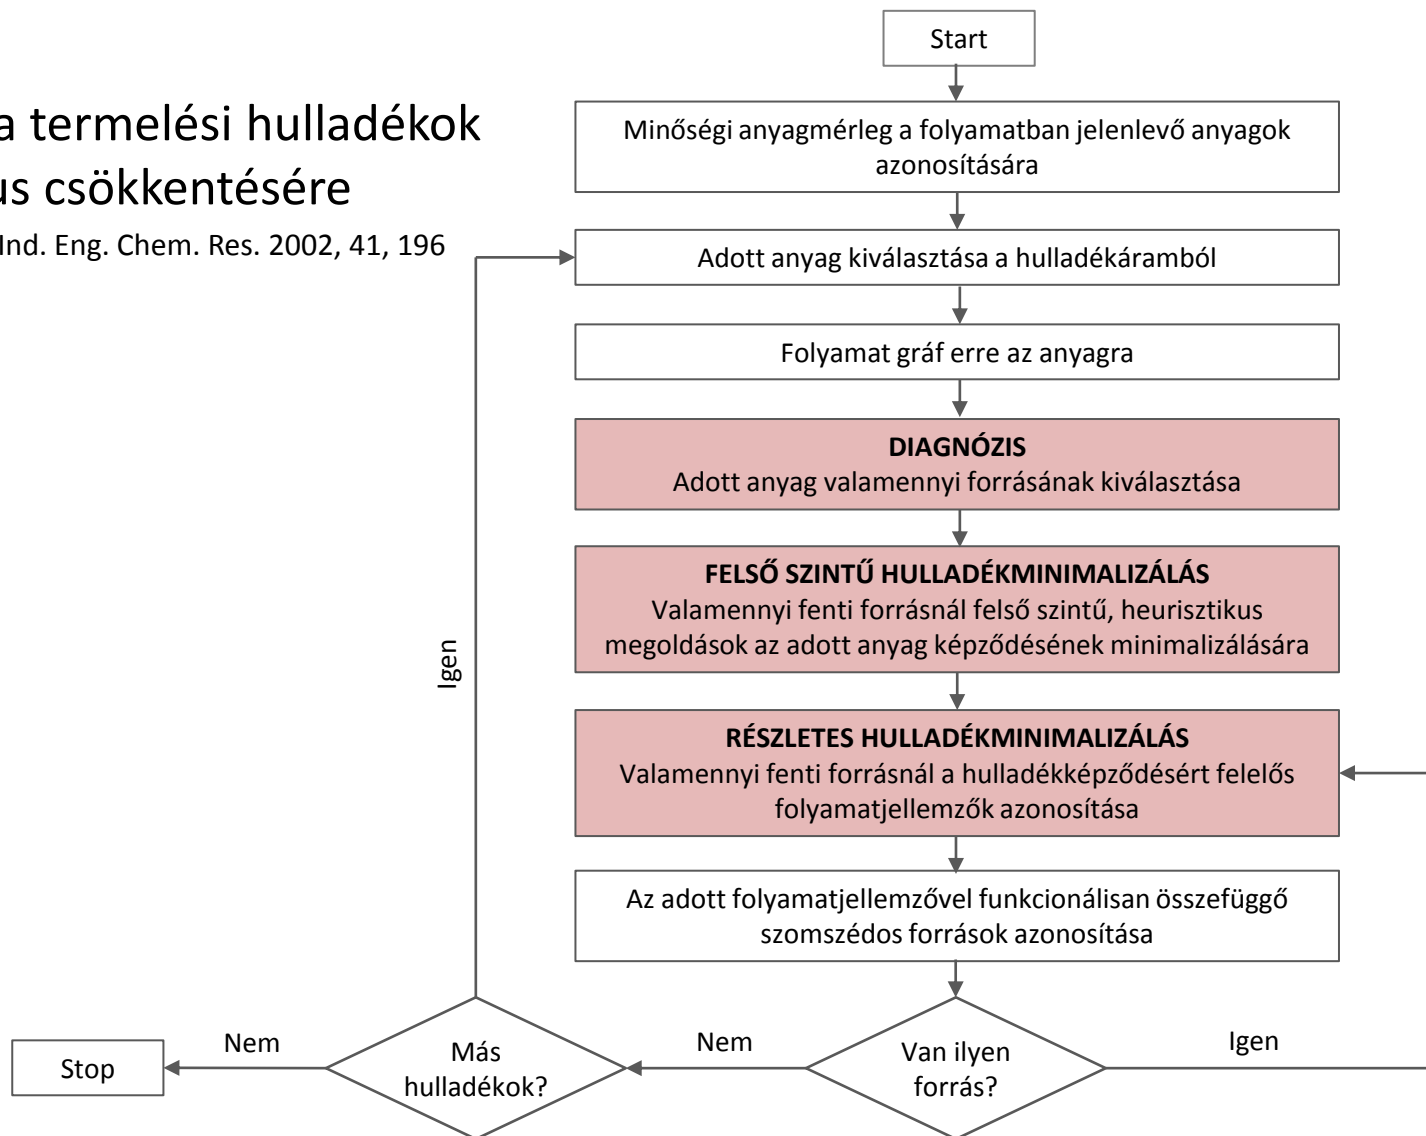 a termelési hulladékok
us csökkentésére
Ind. Eng. Chem. Res. 2002, 41, 196
Start
Minőségi anyagmérleg a folyamatban jelenlevő anyagok
azonosítására
Adott anyag kiválasztása a hulladékáramból
Folyamat gráf erre az anyagra
DIAGNÓZIS
Adott anyag valamennyi forrásának kiválasztása
FELSŐ SZINTŰ HULLADÉKMINIMALIZÁLÁS
Valamennyi fenti forrásnál felső szintű, heurisztikus
megoldások az adott anyag képződésének minimalizálására
Igen
RÉSZLETES HULLADÉKMINIMALIZÁLÁS
Valamennyi fenti forrásnál a hulladékképződésért felelős
folyamatjellemzők azonosítása
Az adott folyamatjellemzővel funkcionálisan összefüggő
szomszédos források azonosítása
Stop
Nem
Más
hulladékok?
Nem
Van ilyen
forrás?
Igen